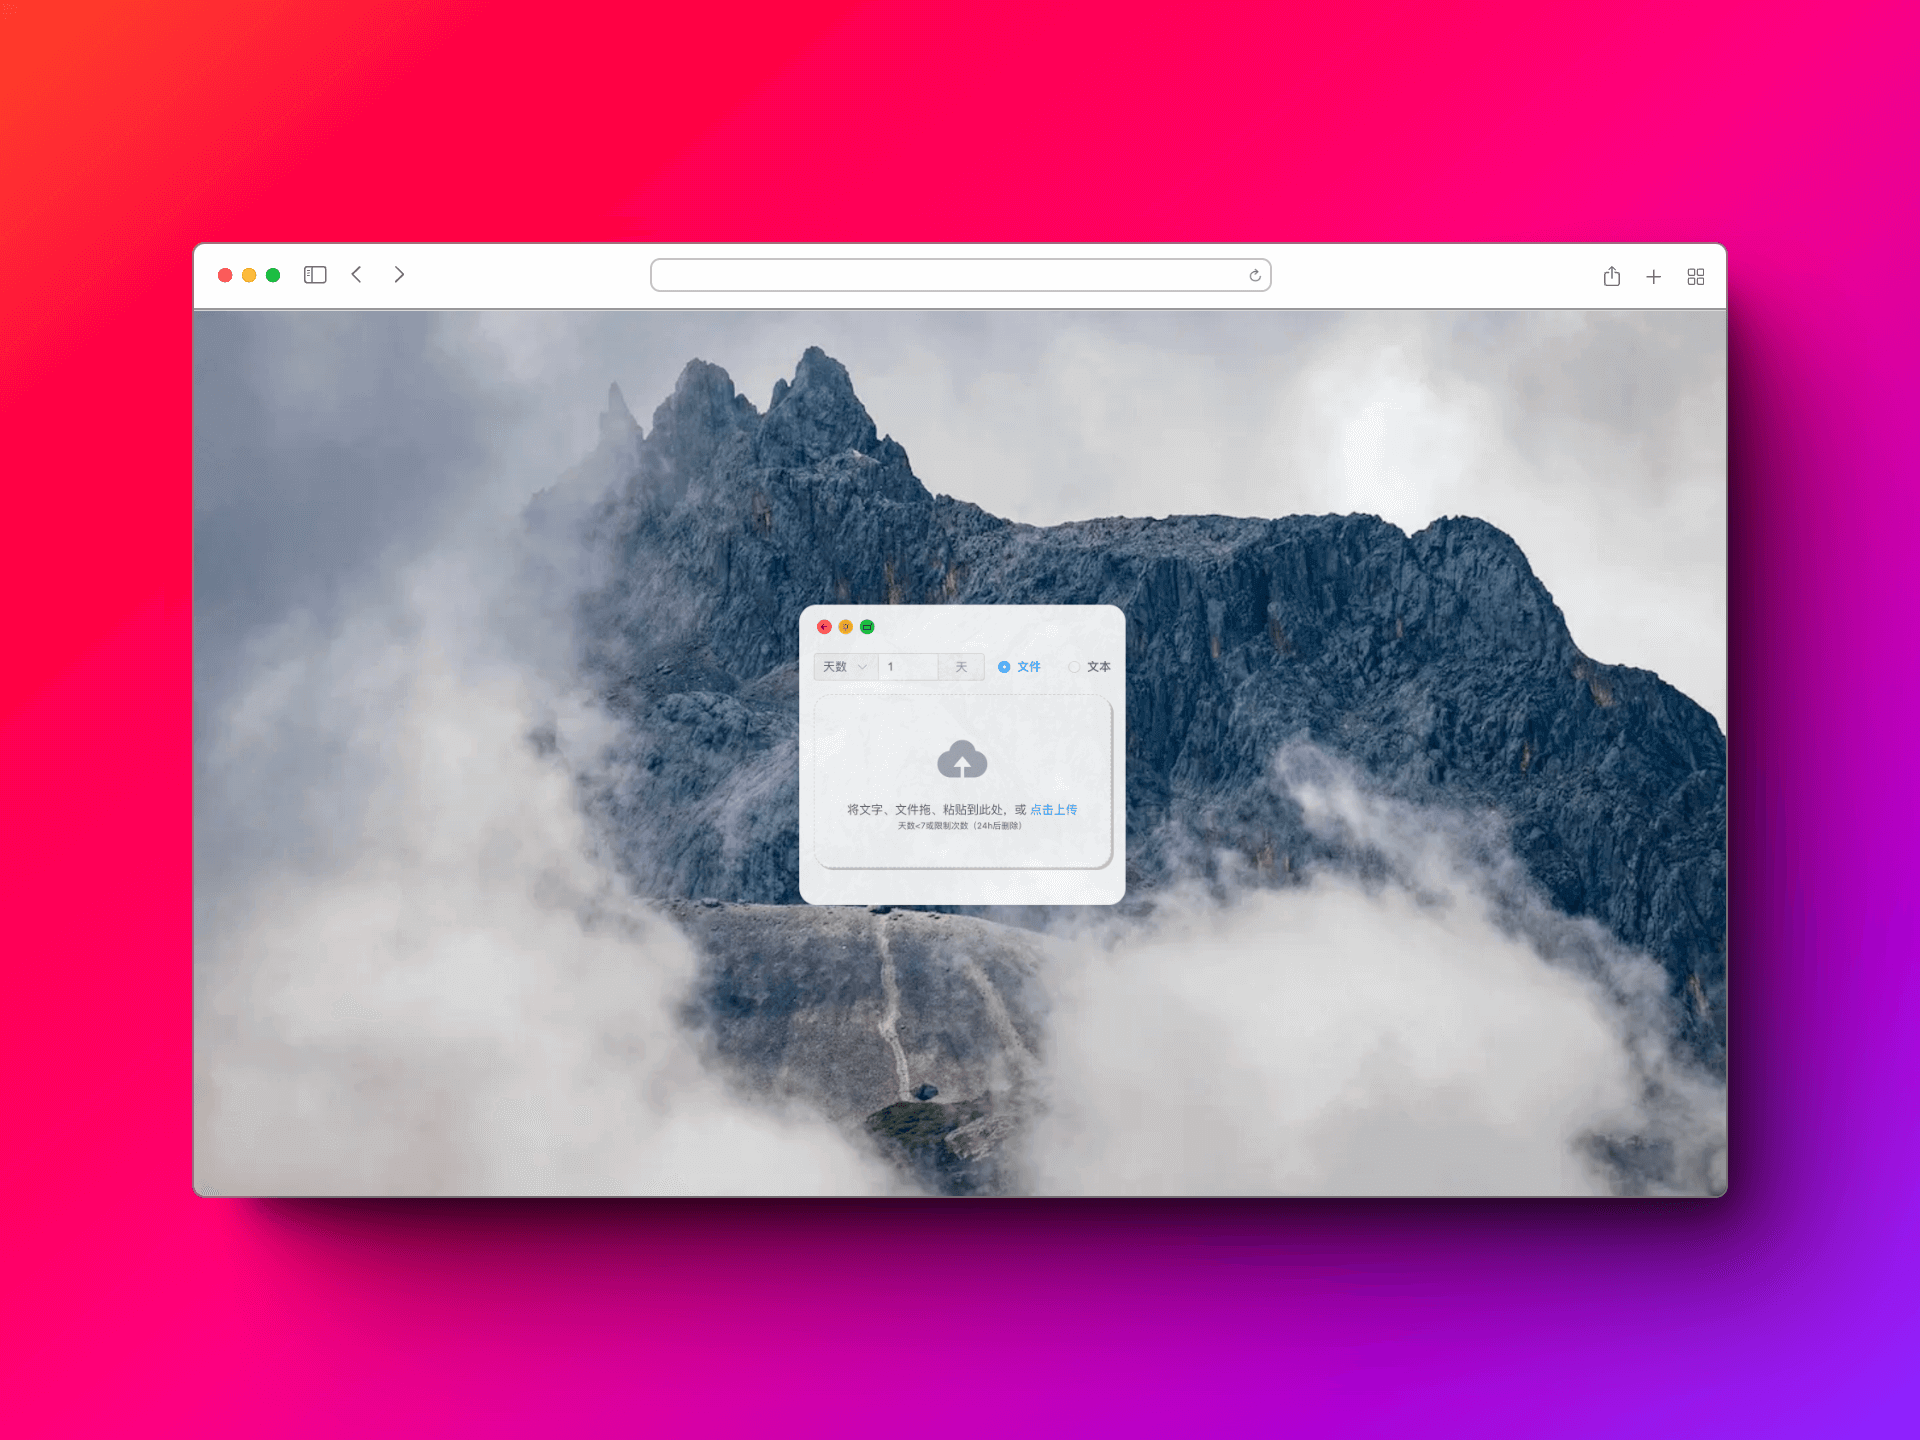 天数 1 天 文件 文本
将文字、文件拖、粘贴到此处，或 点击上传
天数<7或限制次数（24h后删除）